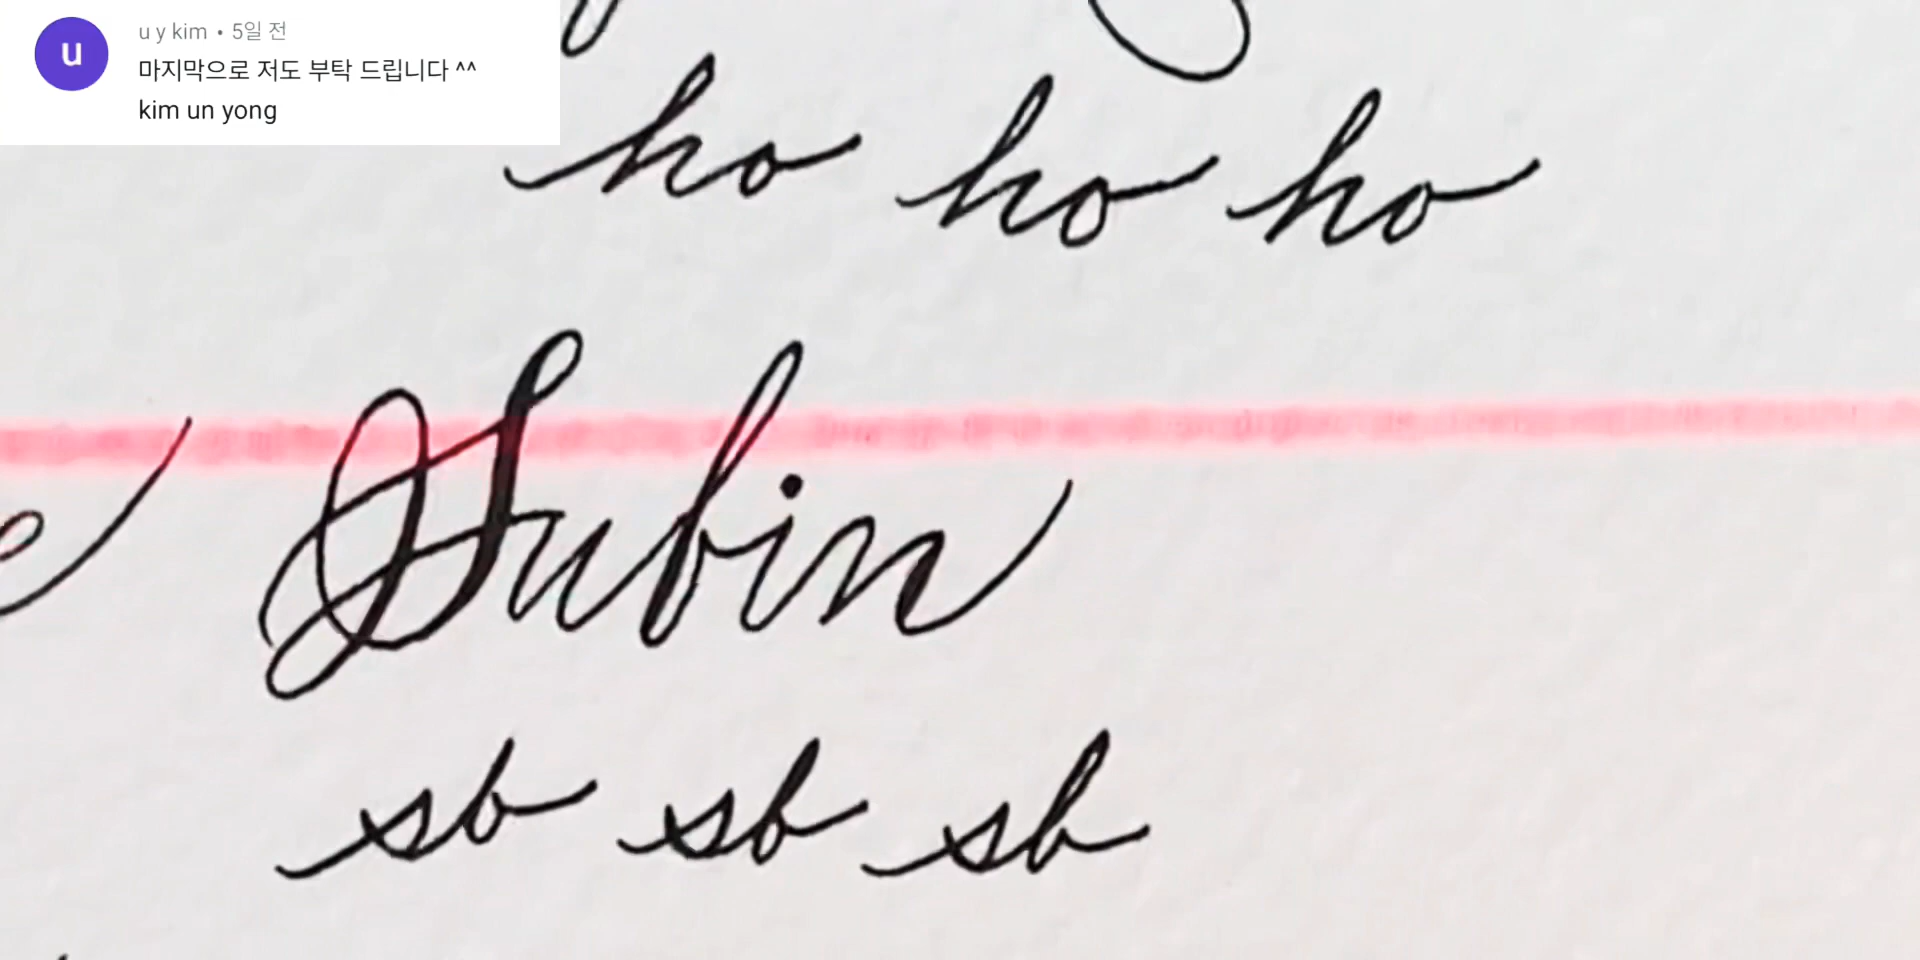 u
u y kim • 5일 전
마지막으로 저도 부탁 드립니다 ^^
kim un yong
ho ho ho
Subin
sb sb sb